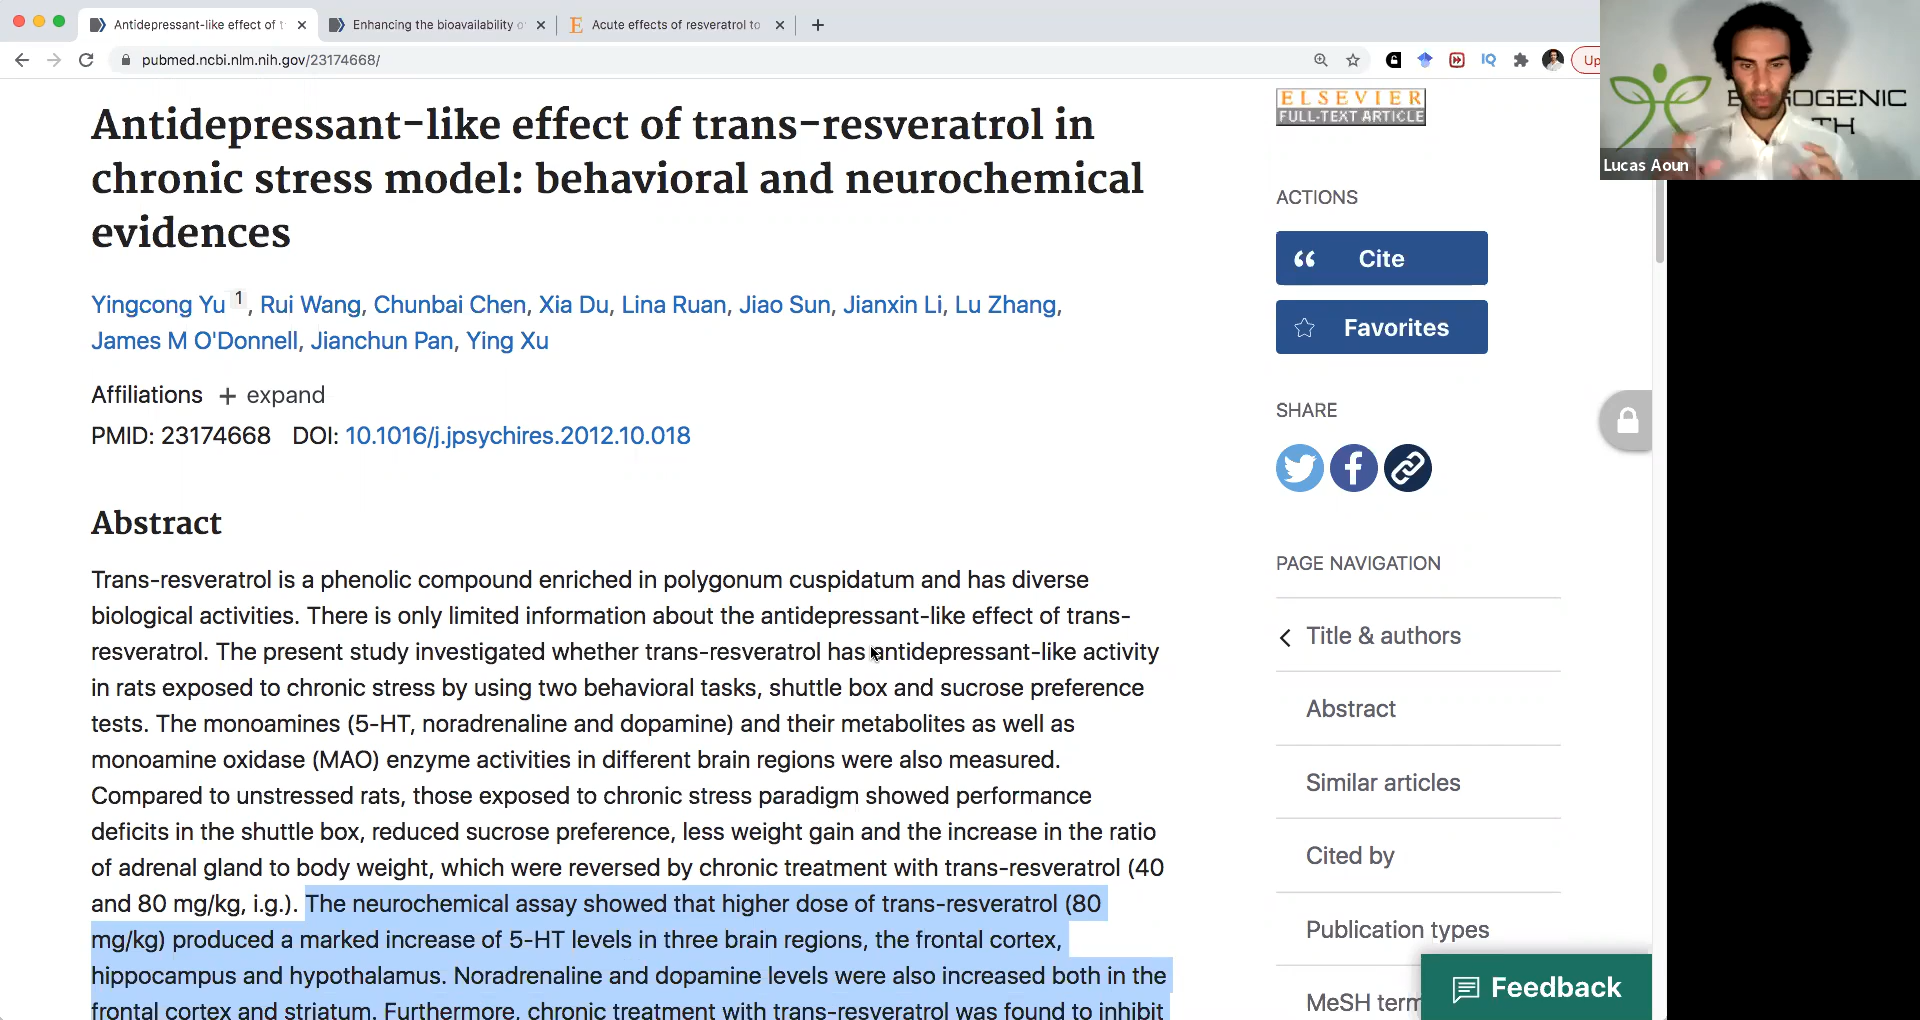 Antidepressant-like effect of t
Enhancing the bioavailability o
E Acute effects of resveratrol to
pubmed.ncbi.nlm.nih.gov/23174668/
IQ
Up
Antidepressant-like effect of trans-resveratrol in
chronic stress model: behavioral and neurochemical
evidences
Yingcong Yu 1, Rui Wang, Chunbai Chen, Xia Du, Lina Ruan, Jiao Sun, Jianxin Li, Lu Zhang,
James M O'Donnell, Jianchun Pan, Ying Xu
Affiliations + expand
PMID: 23174668 DOI: 10.1016/j.jpsychires.2012.10.018
Abstract
Trans-resveratrol is a phenolic compound enriched in polygonum cuspidatum and has diverse
biological activities. There is only limited information about the antidepressant-like effect of trans-
resveratrol. The present study investigated whether trans-resveratrol has antidepressant-like activity
in rats exposed to chronic stress by using two behavioral tasks, shuttle box and sucrose preference
tests. The monoamines (5-HT, noradrenaline and dopamine) and their metabolites as well as
monoamine oxidase (MAO) enzyme activities in different brain regions were also measured.
Compared to unstressed rats, those exposed to chronic stress paradigm showed performance
deficits in the shuttle box, reduced sucrose preference, less weight gain and the increase in the ratio
of adrenal gland to body weight, which were reversed by chronic treatment with trans-resveratrol (40
and 80 mg/kg, i.g.). The neurochemical assay showed that higher dose of trans-resveratrol (80
mg/kg) produced a marked increase of 5-HT levels in three brain regions, the frontal cortex,
hippocampus and hypothalamus. Noradrenaline and dopamine levels were also increased both in the
frontal cortex and striatum. Furthermore, chronic treatment with trans-resveratrol was found to inhibit
ELSEVIER
FULL-TEXT ARTICLE
ACTIONS
Cite
Favorites
SHARE
PAGE NAVIGATION
Title & authors
Abstract
Similar articles
Cited by
Publication types
MeSH term
Feedback
OGENIC
TH
Lucas Aoun